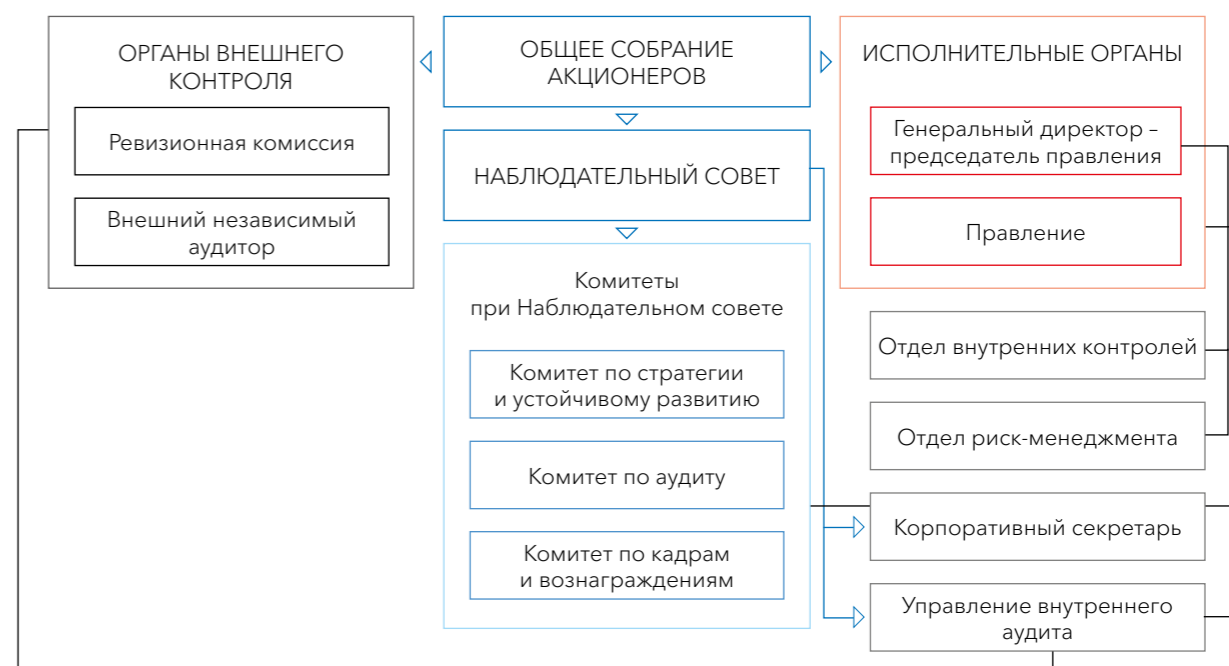 ОРГАНЫ ВНЕШНЕГО
КОНТРОЛЯ
Ревизионная комиссия
Внешний независимый
аудитор
ОБЩЕЕ СОБРАНИЕ
АКЦИОНЕРОВ
НАБЛЮДАТЕЛЬНЫЙ СОВЕТ
Комитеты
при Наблюдательном совете
Комитет по стратегии
и устойчивому развитию
Комитет по аудиту
Комитет по кадрам
и вознаграждениям
ИСПОЛНИТЕЛЬНЫЕ ОРГАНЫ
Генеральный директор –
председатель правления
Правление
Отдел внутренних контролей
Отдел риск-менеджмента
Корпоративный секретарь
Управление внутреннего
аудита